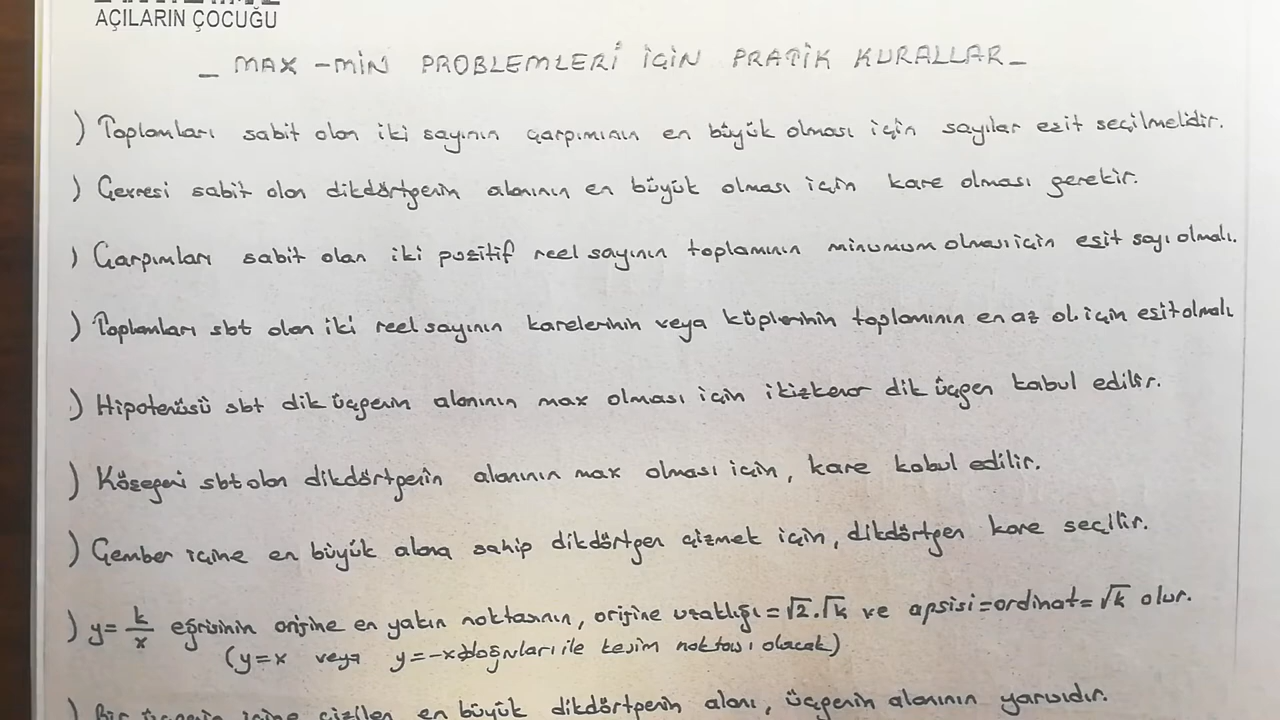 AÇILARIN ÇOCUĞU
_ MAX -MİN PROBLEMLERİ İÇİN PRATİK KURALLAR_
) Toplamları sabit olan iki sayının çarpımının en büyük olması için sayılar eşit seçilmelidir.
) Çevresi sabit olan dikdörtgenin alanının en büyük olması için kare olması gerekir.
) Çarpımları sabit olan iki pozitif reel sayının toplamının minumum olması için eşit sayı olmalı.
) Toplamları sbt olan iki reel sayının karelerinin veya küplerinin toplamının en az ol. için eşit olmalı
) Hipotenüsü sbt dik üçgenin alanının max olması için ikizkenar dik üçgen kabul edilir.
) Köşegeni sbt olan dikdörtgenin alanının max olması için, kare kabul edilir.
) Çember içine en büyük alana sahip dikdörtgen çizmek için, dikdörtgen kare seçilir.
) y=k/x eğrisinin orijine en yakın noktasının, orijine uzaklığı=√2.√k ve apsisi=ordinat=√k olur.
(y=x veya y=-x doğruları ile kesim noktası olacak)
) Bir üçgenin içine çizilen en büyük dikdörtgenin alanı, üçgenin alanının yarısıdır.